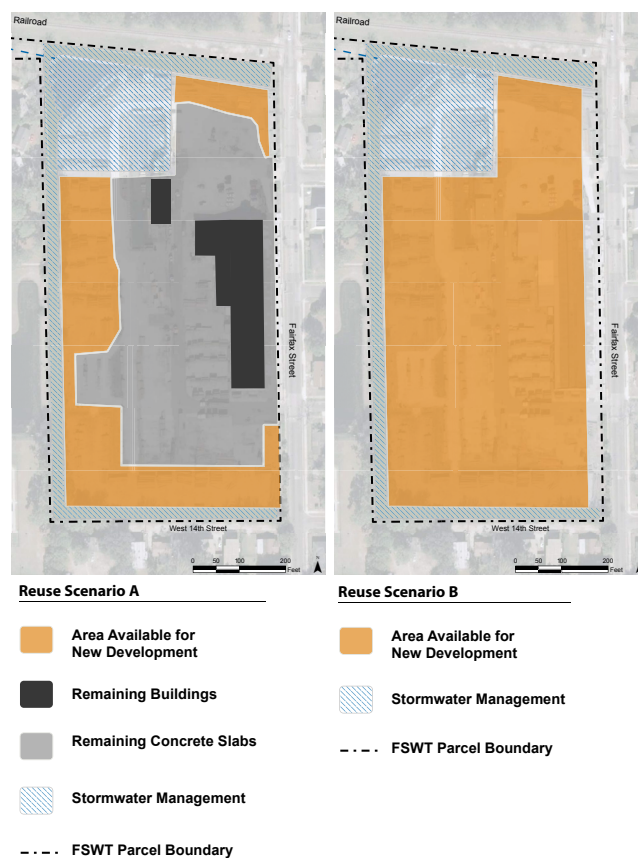 Railroad
Fairfax Street
West 14th Street
0 50 100 200
Feet
Reuse Scenario A
Area Available for
New Development
Remaining Buildings
Remaining Concrete Slabs
Stormwater Management
FSWT Parcel Boundary
Railroad
Fairfax Street
West 14th Street
0 50 100 200
Feet
Reuse Scenario B
Area Available for
New Development
Stormwater Management
FSWT Parcel Boundary